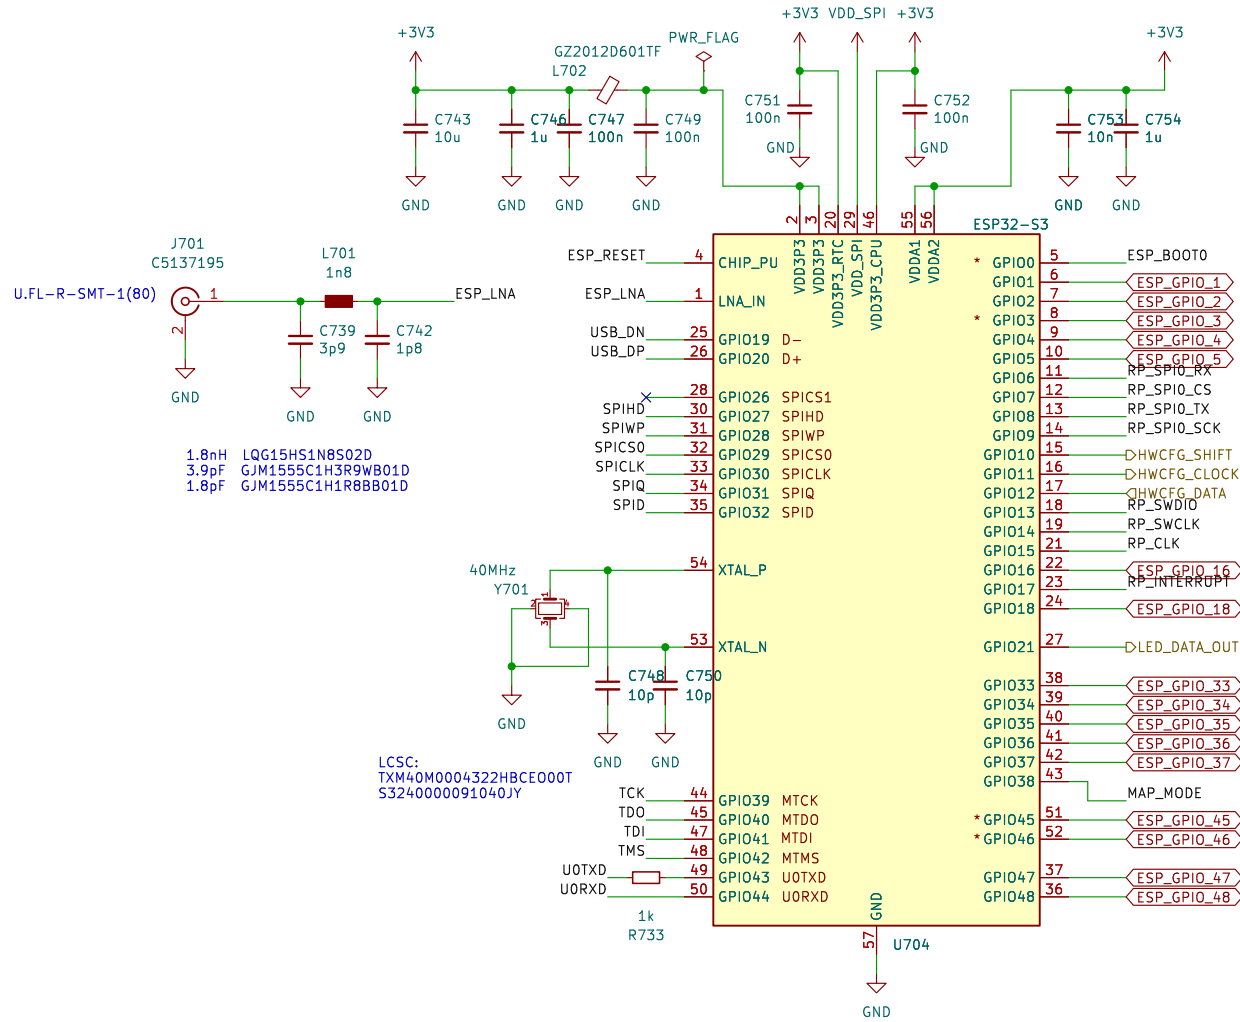 +3V3 VDD_SPI +3V3
+3V3
PWR_FLAG
+3V3
GZ2012D601TF
L702
C743
10u
C746
1u
C747
100n
C749
100n
C751
100n
C752
100n
C753
10n
C754
1u
GND
GND
GND
GND
GND
GND
GND
GND
2
3
20
29
46
55
56
VDD3P3
VDD3P3
VDD3P3_RTC
VDD_SPI
VDD3P3_CPU
VDDA1
VDDA2
ESP32-S3
J701
C5137195
U.FL-R-SMT-1(80)
1
2
GND
L701
1n8
ESP_LNA
C739
3p9
GND
C742
1p8
GND
1.8nH LQG15HS1N8S02D
3.9pF GJM1555C1H3R9WB01D
1.8pF GJM1555C1H1R8BB01D
ESP_RESET 4 CHIP_PU
ESP_LNA 1 LNA_IN
USB_DN 25 GPIO19 D-
USB_DP 26 GPIO20 D+
28 GPIO26 SPICS1
SPIHD 30 GPIO27 SPIHD
SPIWP 31 GPIO28 SPIWP
SPICS0 32 GPIO29 SPICS0
SPICLK 33 GPIO30 SPICLK
SPIQ 34 GPIO31 SPIQ
SPID 35 GPIO32 SPID
54 XTAL_P
53 XTAL_N
40MHz
Y701
1
2
4
3
GND
C748
10p
GND
C750
10p
GND
LCSC:
TXM40M0004322HBCEO00T
S3240000091040JY
TCK 44 GPIO39 MTCK
TDO 45 GPIO40 MTDO
TDI 47 GPIO41 MTDI
TMS 48 GPIO42 MTMS
U0TXD 49 GPIO43 U0TXD
U0RXD 50 GPIO44 U0RXD
1k
R733
* GPIO0 5 ESP_BOOT0
GPIO1 6 ESP_GPIO_1
GPIO2 7 ESP_GPIO_2
* GPIO3 8 ESP_GPIO_3
GPIO4 9 ESP_GPIO_4
GPIO5 10 ESP_GPIO_5
GPIO6 11 RP_SPI0_RX
GPIO7 12 RP_SPI0_CS
GPIO8 13 RP_SPI0_TX
GPIO9 14 RP_SPI0_SCK
GPIO10 15 HWCFG_SHIFT
GPIO11 16 HWCFG_CLOCK
GPIO12 17 HWCFG_DATA
GPIO13 18 RP_SWDIO
GPIO14 19 RP_SWCLK
GPIO15 21 RP_CLK
GPIO16 22 ESP_GPIO_16
GPIO17 23 RP_INTERRUPT
GPIO18 24 ESP_GPIO_18
GPIO21 27 LED_DATA_OUT
GPIO33 38 ESP_GPIO_33
GPIO34 39 ESP_GPIO_34
GPIO35 40 ESP_GPIO_35
GPIO36 41 ESP_GPIO_36
GPIO37 42 ESP_GPIO_37
GPIO38 43 MAP_MODE
* GPIO45 51 ESP_GPIO_45
* GPIO46 52 ESP_GPIO_46
GPIO47 37 ESP_GPIO_47
GPIO48 36 ESP_GPIO_48
GND
57
U704
GND